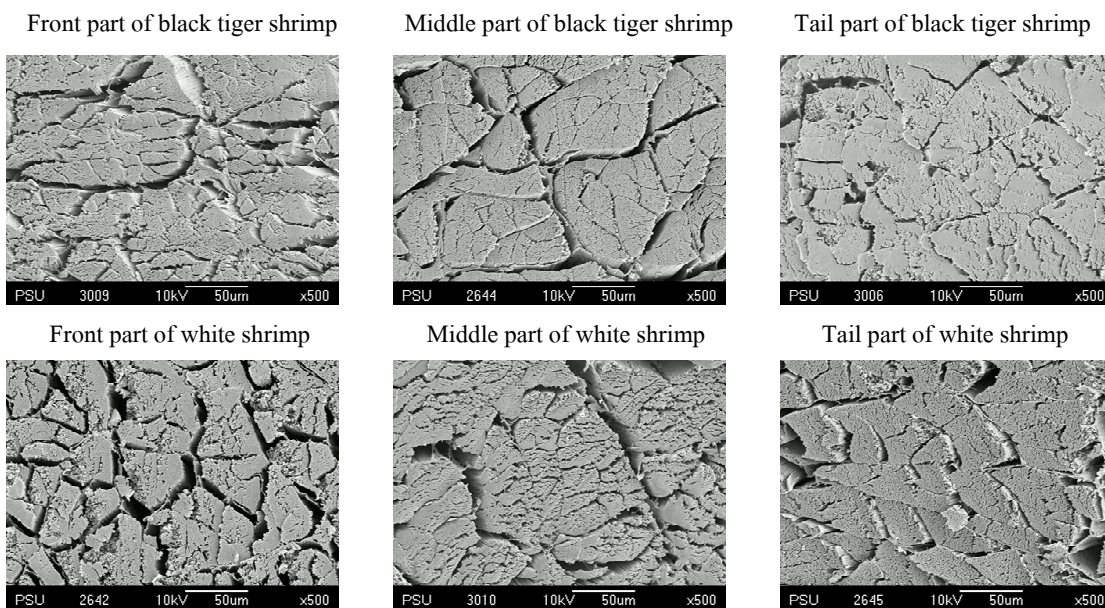 Front part of black tiger shrimp
Middle part of black tiger shrimp
Tail part of black tiger shrimp
PSU 3009 10kV 50um x500
PSU 2644 10kV 50um x500
PSU 3006 10kV 50um x500
Front part of white shrimp
Middle part of white shrimp
Tail part of white shrimp
PSU 2642 10kV 50um x500
PSU 3010 10kV 50um x500
PSU 2645 10kV 50um x500